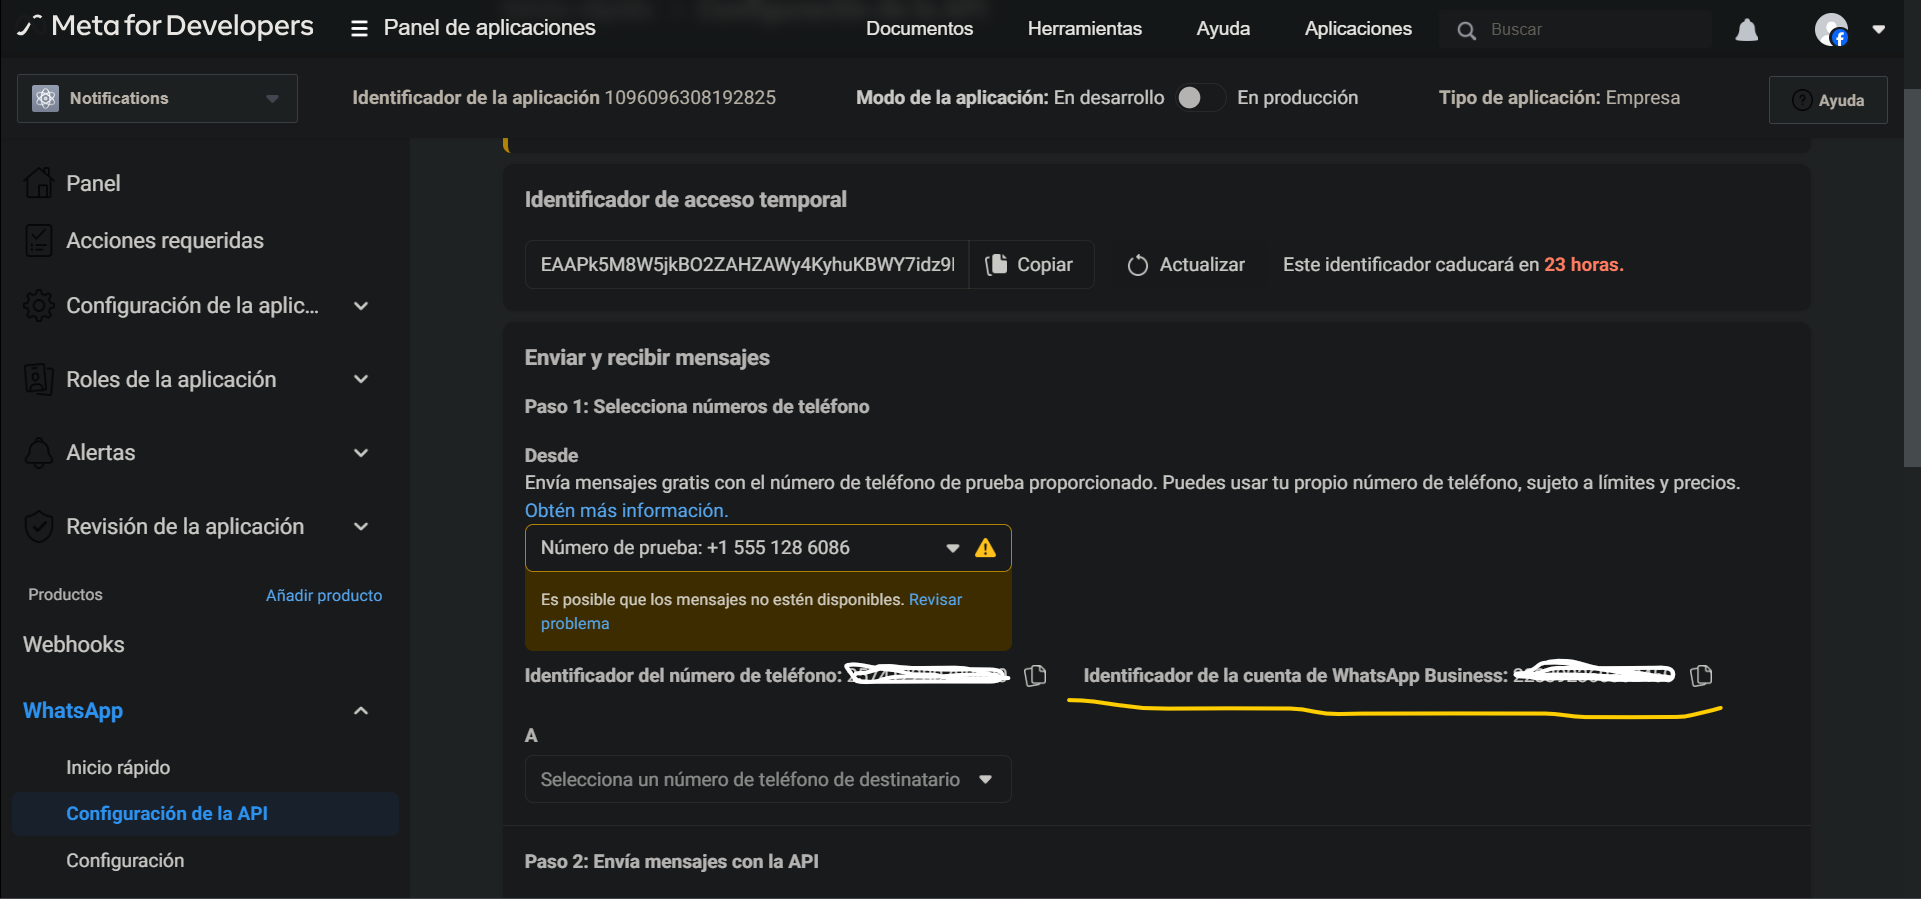 Meta for Developers
Panel de aplicaciones
Documentos
Herramientas
Ayuda
Aplicaciones
Buscar
Notifications
Identificador de la aplicación 1096096308192825
Modo de la aplicación: En desarrollo
En producción
Tipo de aplicación: Empresa
Ayuda
Panel
Acciones requeridas
Configuración de la aplic...
Roles de la aplicación
Alertas
Revisión de la aplicación
Productos
Añadir producto
Webhooks
WhatsApp
Inicio rápido
Configuración de la API
Configuración
Identificador de acceso temporal
EAAPk5M8W5jkBO2ZAHZAWy4KyhuKBWY7idz9
Copiar
Actualizar
Este identificador caducará en 23 horas.
Enviar y recibir mensajes
Paso 1: Selecciona números de teléfono
Desde
Envía mensajes gratis con el número de teléfono de prueba proporcionado. Puedes usar tu propio número de teléfono, sujeto a límites y precios.
Obtén más información.
Número de prueba: +1 555 128 6086
Es posible que los mensajes no estén disponibles. Revisar
problema
Identificador del número de teléfono:
Identificador de la cuenta de WhatsApp Business:
A
Selecciona un número de teléfono de destinatario
Paso 2: Envía mensajes con la API